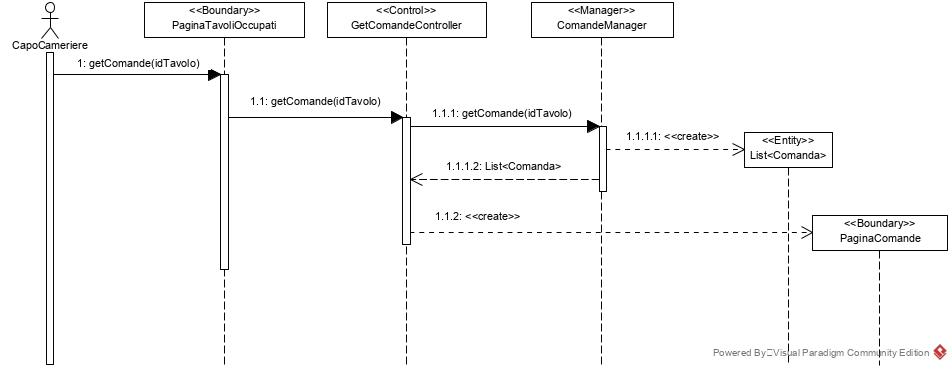 <<Boundary>>
PaginaTavoliOccupati
<<Control>>
GetComandeController
<<Manager>>
ComandeManager
CapoCameriere
1: getComande(idTavolo)
1.1: getComande(idTavolo)
1.1.1: getComande(idTavolo)
1.1.1.1: <<create>>
<<Entity>>
List<Comanda>
1.1.1.2: List<Comanda>
1.1.2: <<create>>
<<Boundary>>
PaginaComande
Powered By Visual Paradigm Community Edition